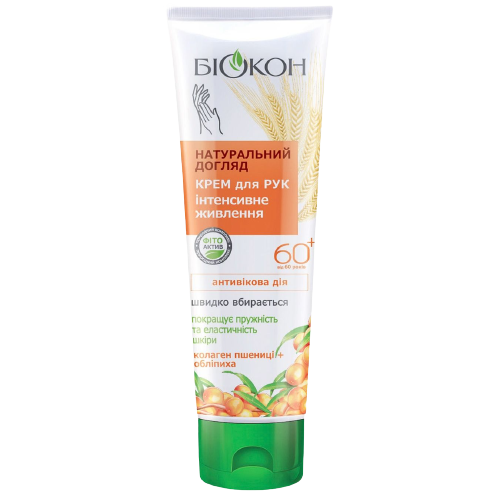 БІОКОН
НАТУРАЛЬНИЙ
ДОГЛЯД
КРЕМ для РУК
інтенсивне
живлення
ФІТО
АКТИВ
60+
антивікова дія
швидко вбирається
покращує пружність
та еластичність
шкіри
колаген пшениці +
обліпиха